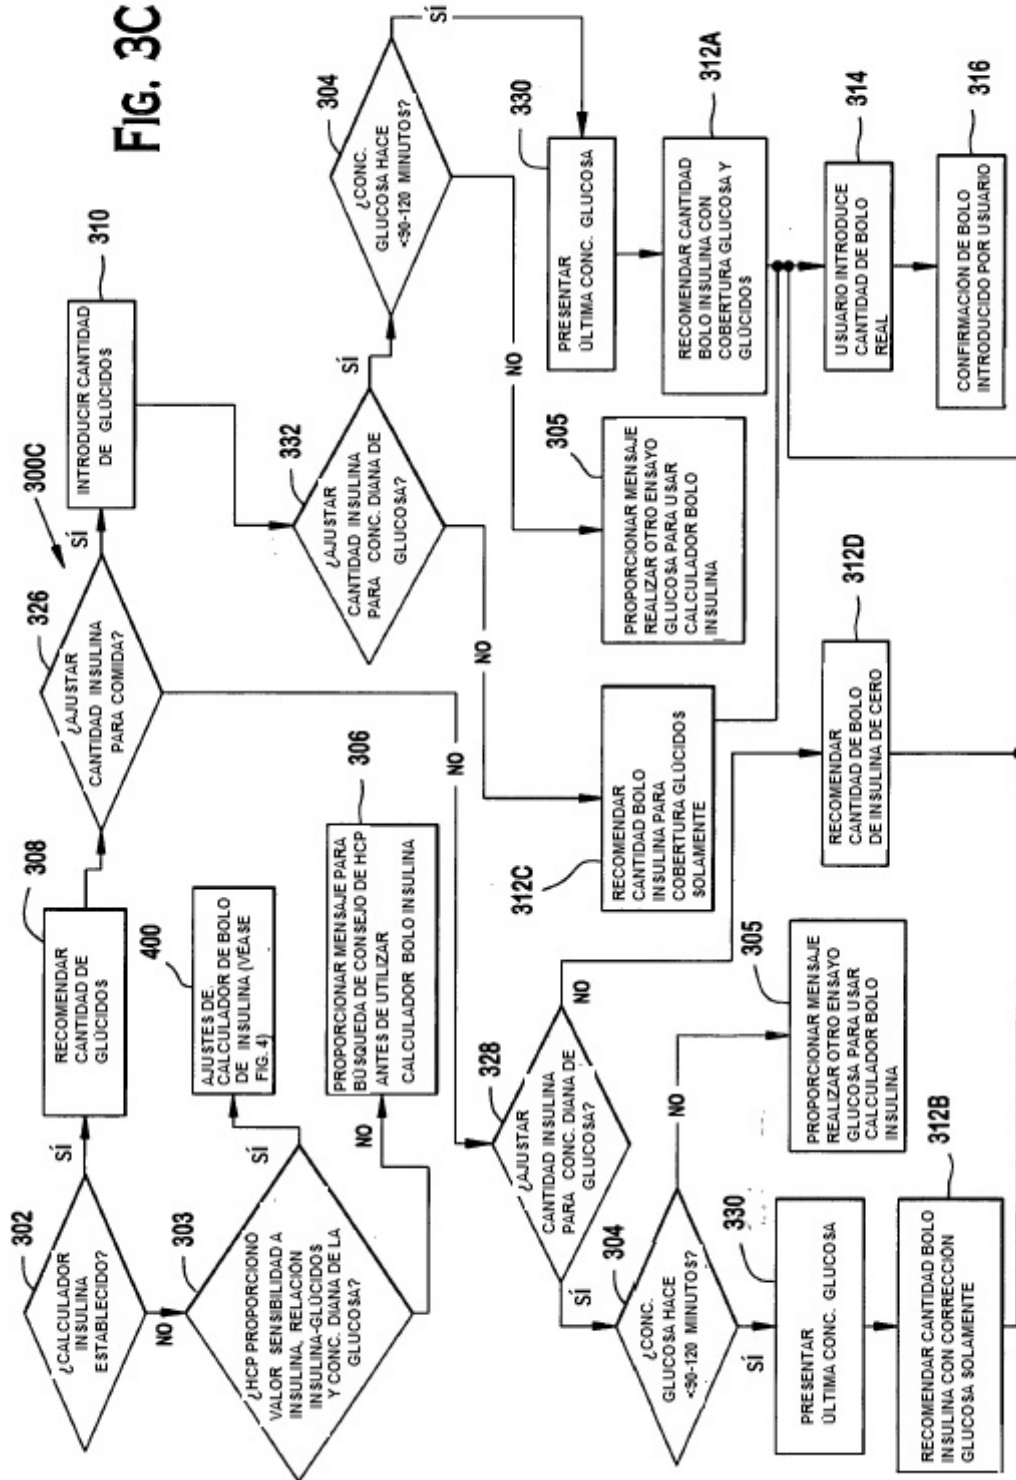 FIG. 3C
300C
302
¿CALCULADOR
INSULINA
ESTABLECIDO?
SÍ
NO
308
RECOMENDAR
CANTIDAD DE
GLÚCIDOS
326
¿AJUSTAR
CANTIDAD INSULINA
PARA COMIDA?
SÍ
NO
310
INTRODUCIR CANTIDAD
DE GLÚCIDOS
303
¿HCP PROPORCIONÓ
VALOR SENSIBILIDAD A
INSULINA, RELACIÓN
INSULINA-GLÚCIDOS
Y CONC. DIANA DE LA
GLUCOSA?
SÍ
NO
400
AJUSTES DE.
CALCULADOR DE BOLO
DE INSULINA (VÉASE
FIG. 4)
306
PROPORCIONAR MENSAJE PARA
BÚSQUEDA DE CONSEJO DE HCP
ANTES DE UTILIZAR
CALCULADOR BOLO INSULINA
332
¿AJUSTAR
CANTIDAD INSULINA
PARA CONC. DIANA DE
GLUCOSA?
SÍ
NO
304
¿CONC.
GLUCOSA HACE
<90-120 MINUTOS?
SÍ
NO
328
¿AJUSTAR
CANTIDAD INSULINA
PARA CONC. DIANA DE
GLUCOSA?
SÍ
NO
312C
RECOMENDAR
CANTIDAD BOLO
INSULINA PARA
COBERTURA GLÚCIDOS
SOLAMENTE
305
PROPORCIONAR MENSAJE
REALIZAR OTRO ENSAYO
GLUCOSA PARA USAR
CALCULADOR BOLO
INSULINA
330
PRESENTAR
ÚLTIMA CONC. GLUCOSA
312A
RECOMENDAR CANTIDAD
BOLO INSULINA CON
COBERTURA GLUCOSA Y
GLÚCIDOS
304
¿CONC.
GLUCOSA HACE
<90-120 MINUTOS?
SÍ
NO
305
PROPORCIONAR MENSAJE
REALIZAR OTRO ENSAYO
GLUCOSA PARA USAR
CALCULADOR BOLO
INSULINA
312D
RECOMENDAR
CANTIDAD DE BOLO
DE INSULINA DE CERO
314
USUARIO INTRODUCE
CANTIDAD DE BOLO
REAL
330
PRESENTAR
ÚLTIMA CONC. GLUCOSA
312B
RECOMENDAR CANTIDAD BOLO
INSULINA CON CORRECCIÓN
GLUCOSA SOLAMENTE
316
CONFIRMACIÓN DE BOLO
INTRODUCIDO POR USUARIO